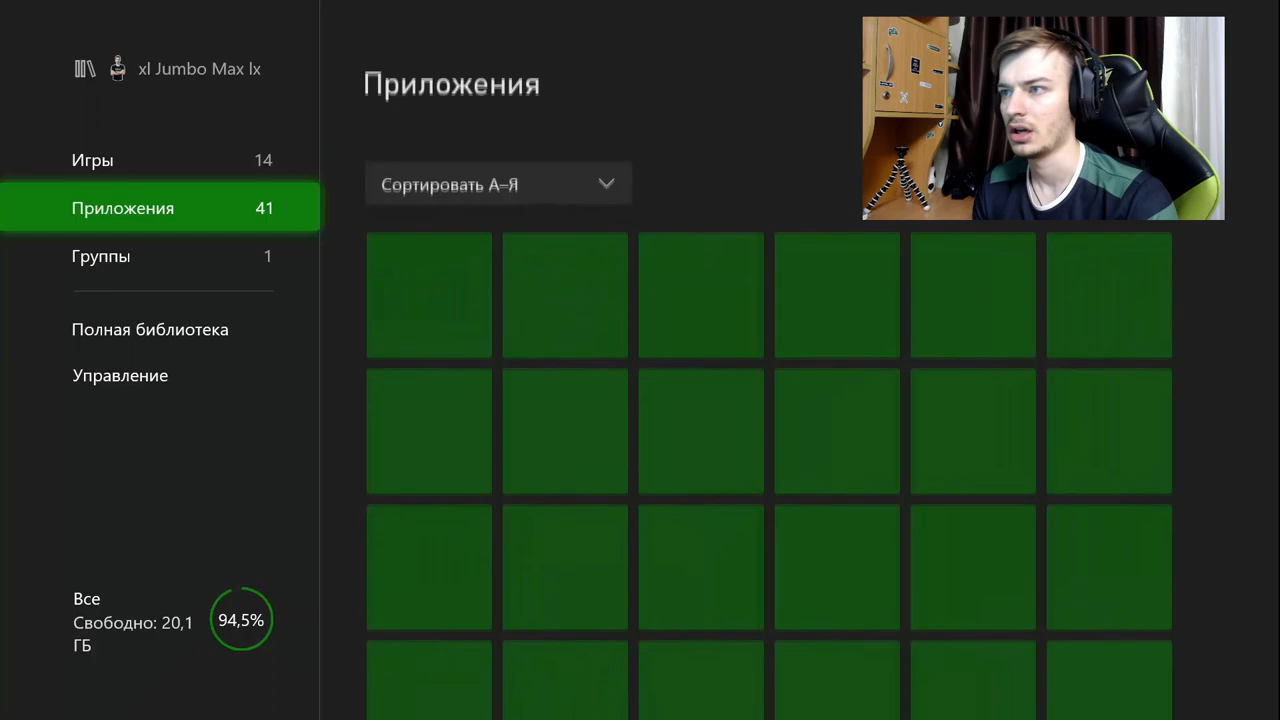 xl Jumbo Max lx
Приложения
Игры 14
Сортировать А–Я
Приложения 41
Группы 1
Полная библиотека
Управление
Все
Свободно: 20,1
ГБ
94,5%